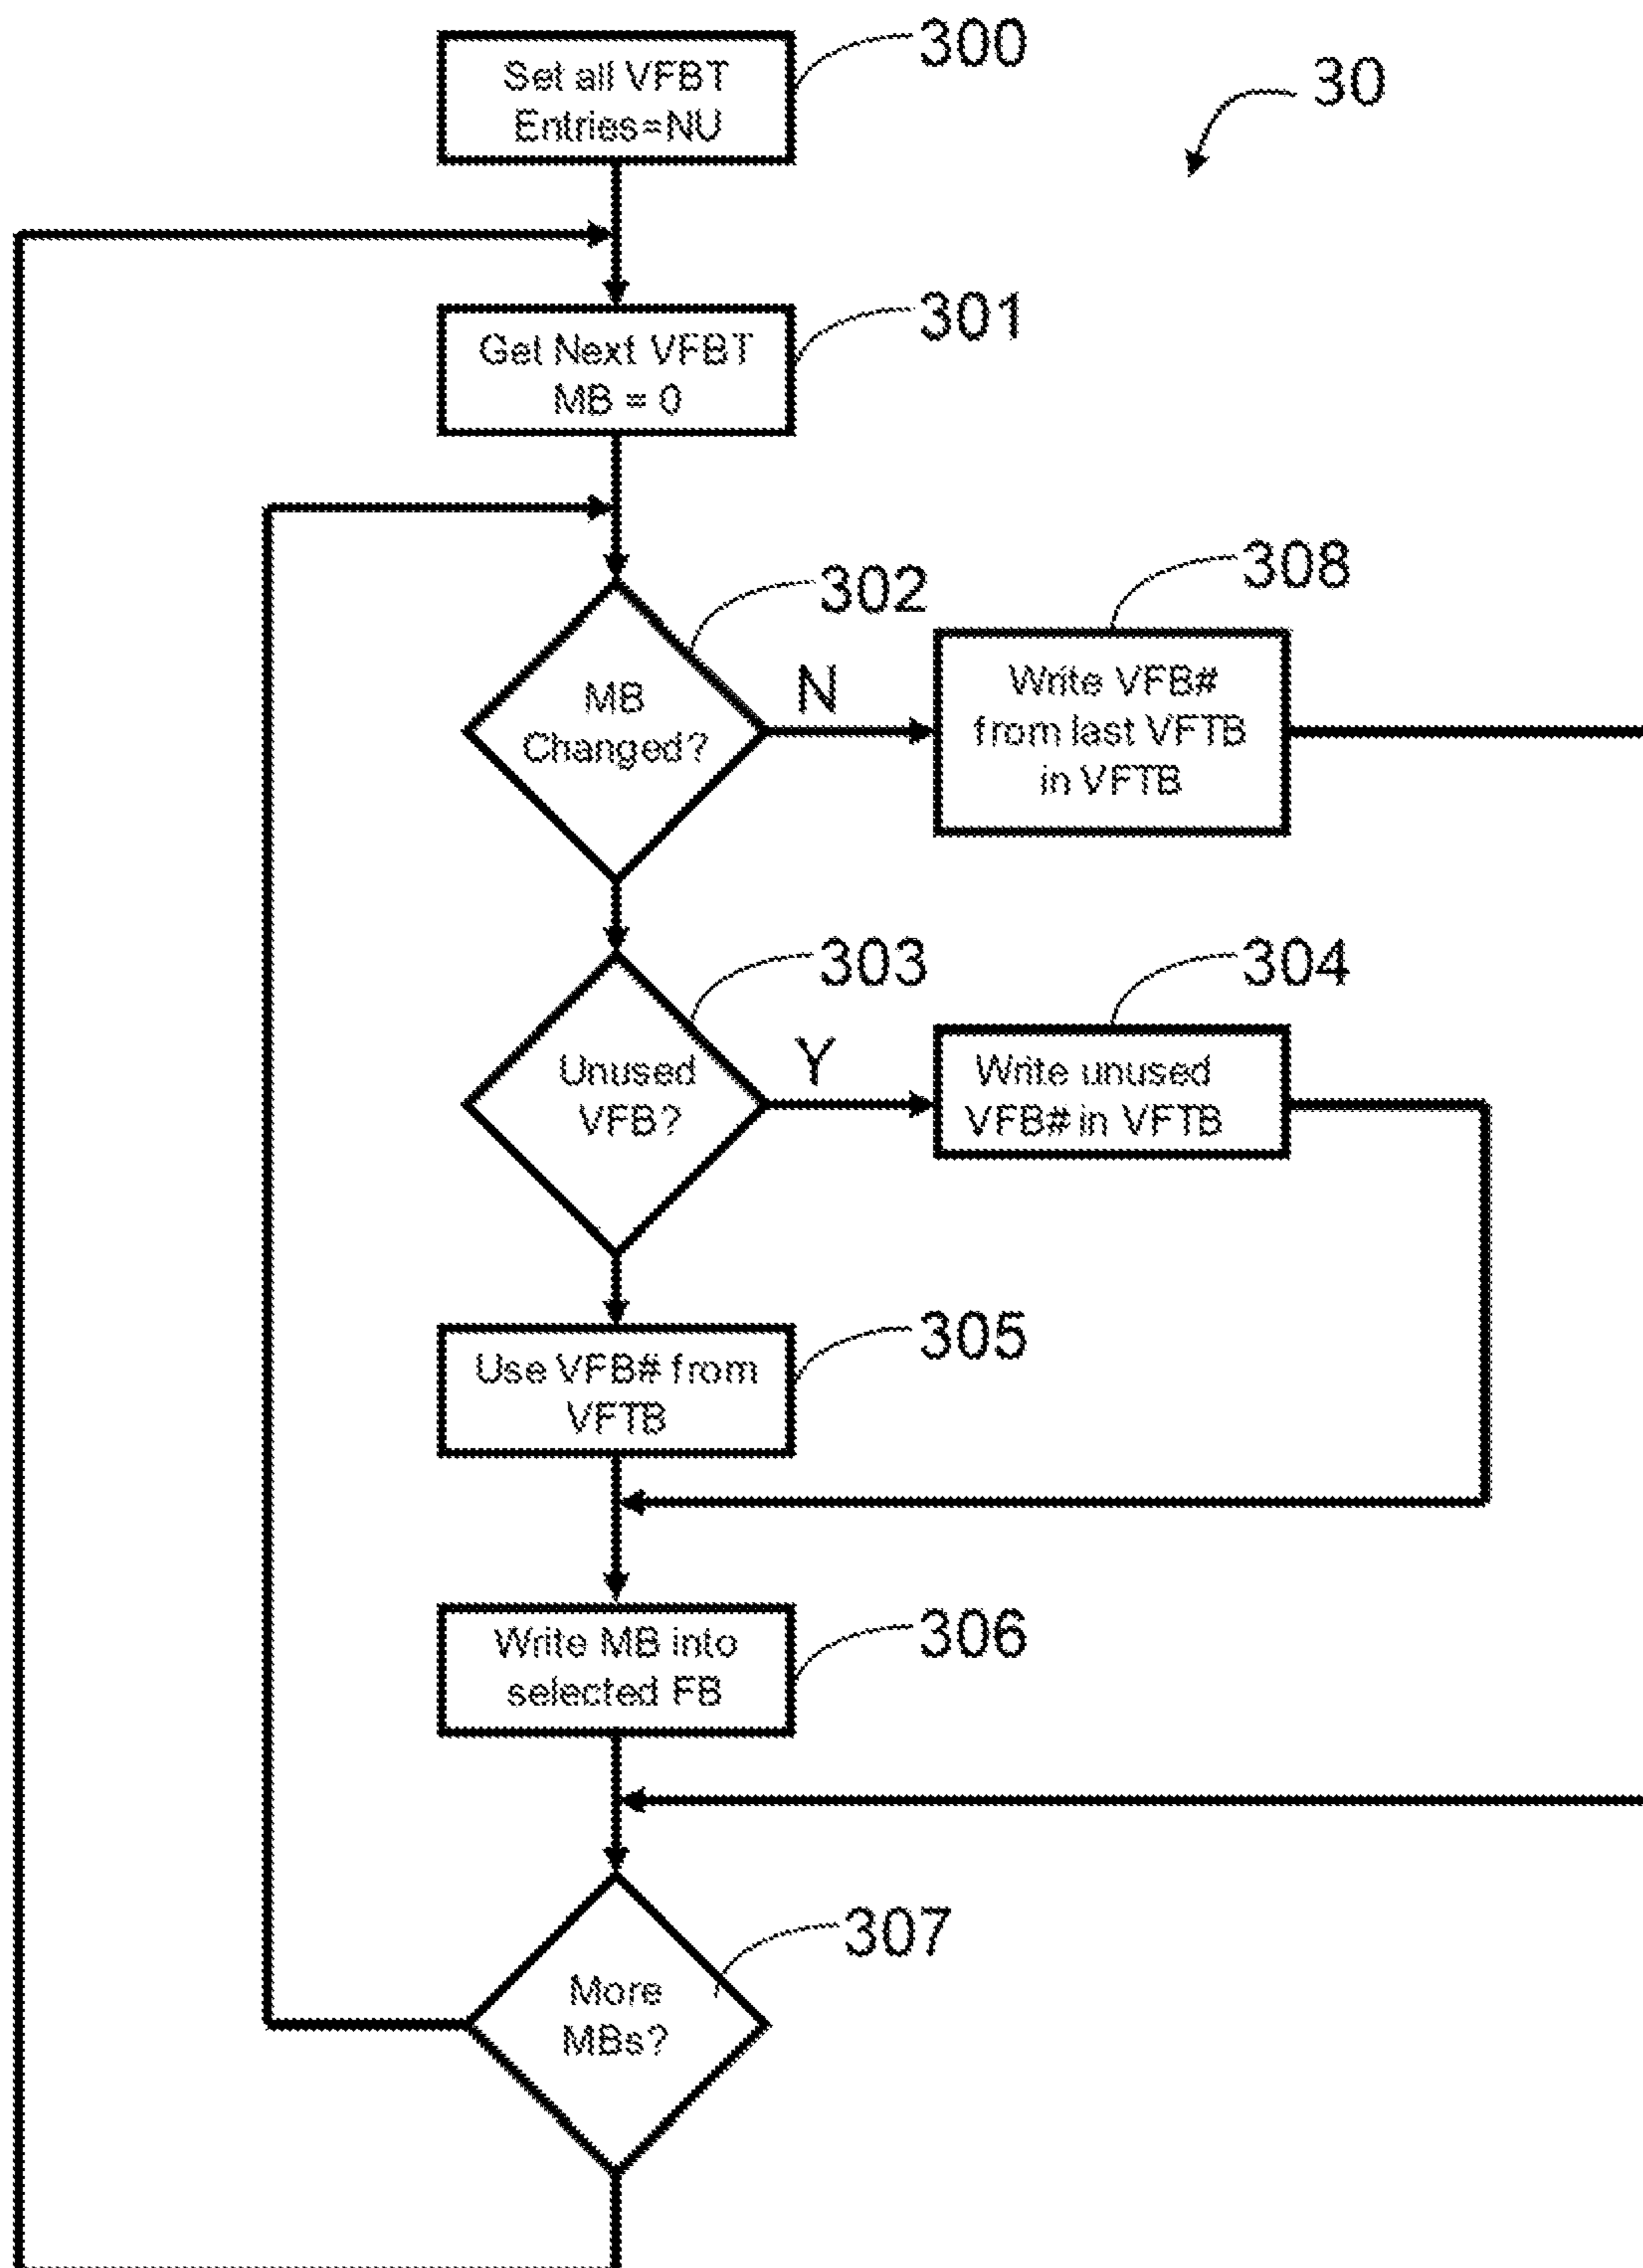 300
Set all VFBT
Entries=NU
30
301
Get Next VFBT
MB = 0
302
308
MB
Changed?
N
Write VFB#
from last VFTB
in VFTB
303
304
Unused
VFB?
Y
Write unused
VFB# in VFTB
305
Use VFB# from
VFTB
306
Write MB into
selected FB
307
More
MBs?